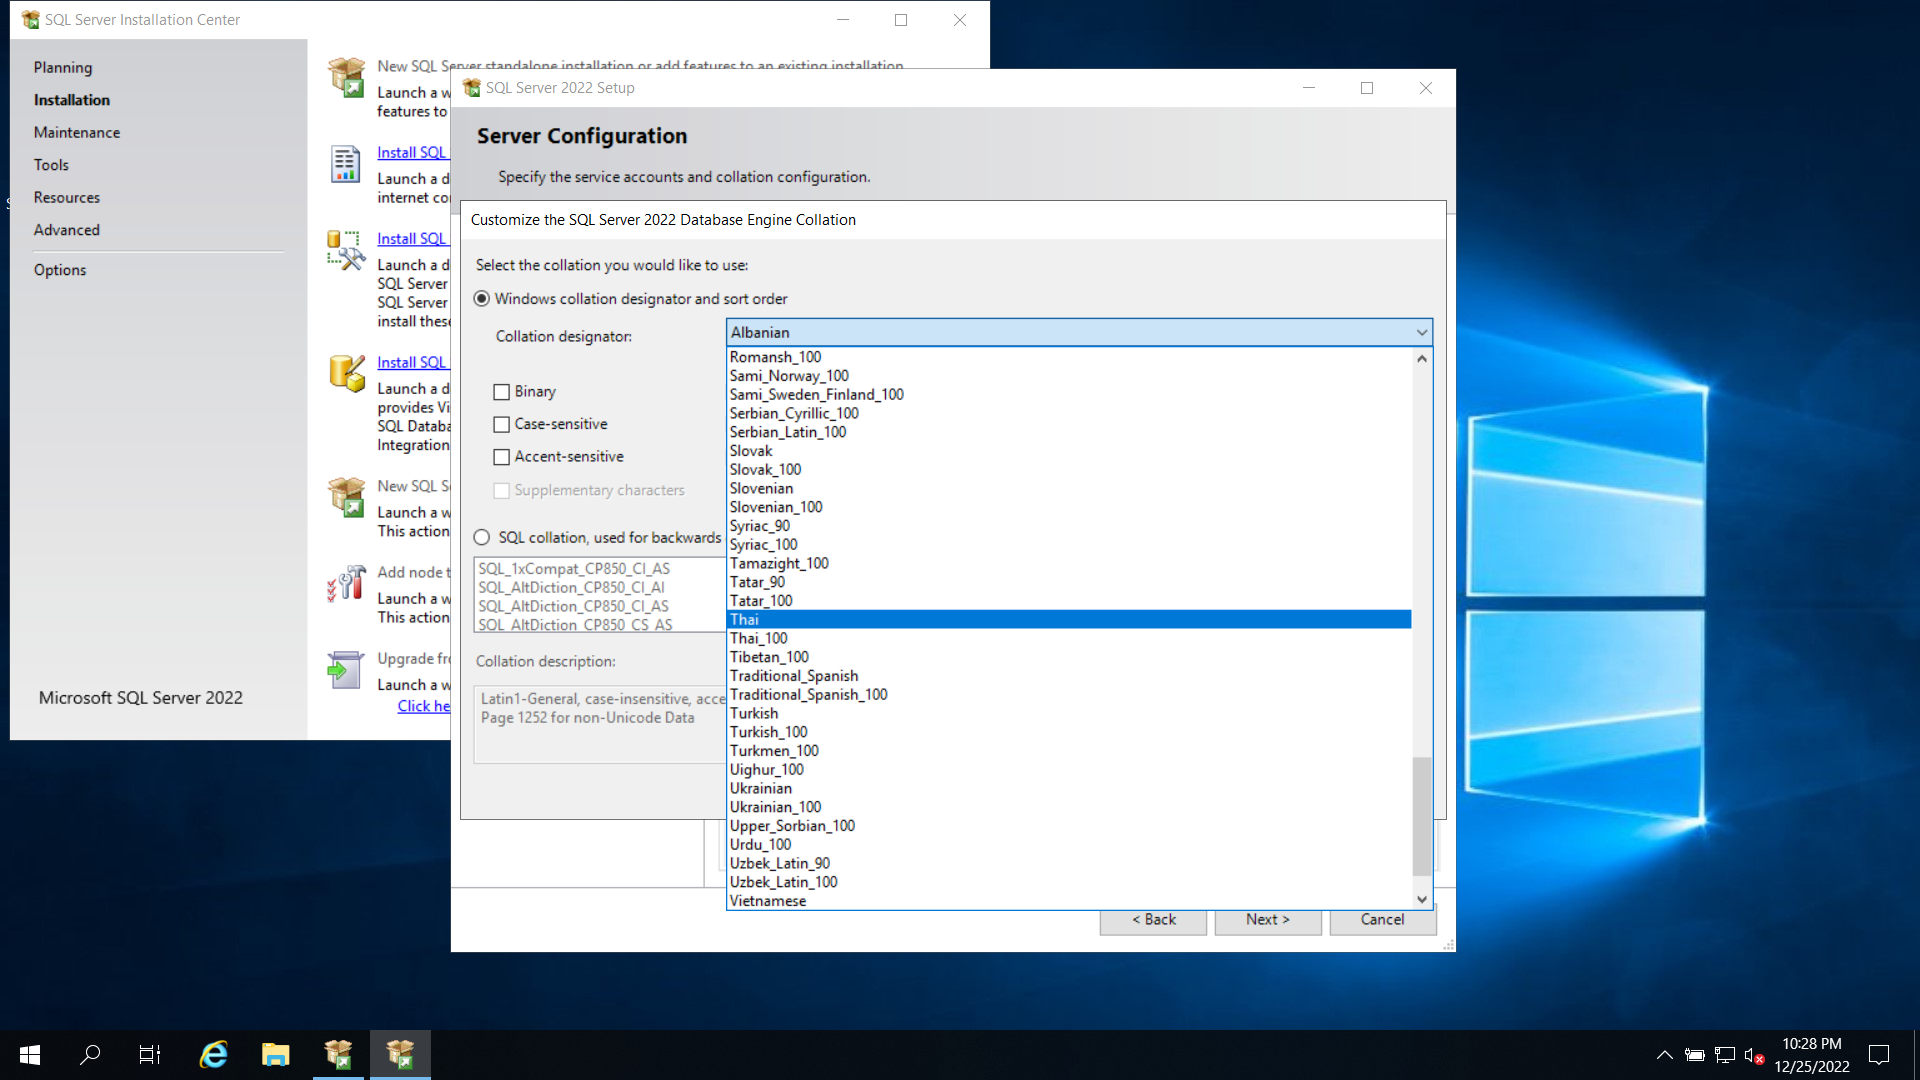 SQL Server Installation Center
Planning
Installation
Maintenance
Tools
Resources
Advanced
Options
Microsoft SQL Server 2022
New SQL Server standalone installation or add features to an existing installation
Launch a w
features to
Install SQL
Launch a d
internet co
Install SQL
Launch a d
SQL Server
SQL Server
install these
Install SQL
Launch a d
provides Vi
SQL Databa
Integration
New SQL Se
Launch a w
This action
Add node t
Launch a w
This action
Upgrade fro
Launch a w
Click he
SQL Server 2022 Setup
Server Configuration
Specify the service accounts and collation configuration.
Customize the SQL Server 2022 Database Engine Collation
Select the collation you would like to use:
Windows collation designator and sort order
Collation designator:
Albanian
Binary
Case-sensitive
Accent-sensitive
Supplementary characters
SQL collation, used for backwards
SQL_1xCompat_CP850_CI_AS
SQL_AltDiction_CP850_CI_AI
SQL_AltDiction_CP850_CI_AS
SQL_AltDiction_CP850_CS_AS
Collation description:
Latin1-General, case-insensitive, acce
Page 1252 for non-Unicode Data
Romansh_100
Sami_Norway_100
Sami_Sweden_Finland_100
Serbian_Cyrillic_100
Serbian_Latin_100
Slovak
Slovak_100
Slovenian
Slovenian_100
Syriac_90
Syriac_100
Tamazight_100
Tatar_90
Tatar_100
Thai
Thai_100
Tibetan_100
Traditional_Spanish
Traditional_Spanish_100
Turkish
Turkish_100
Turkmen_100
Uighur_100
Ukrainian
Ukrainian_100
Upper_Sorbian_100
Urdu_100
Uzbek_Latin_90
Uzbek_Latin_100
Vietnamese
< Back
Next >
Cancel
10:28 PM
12/25/2022